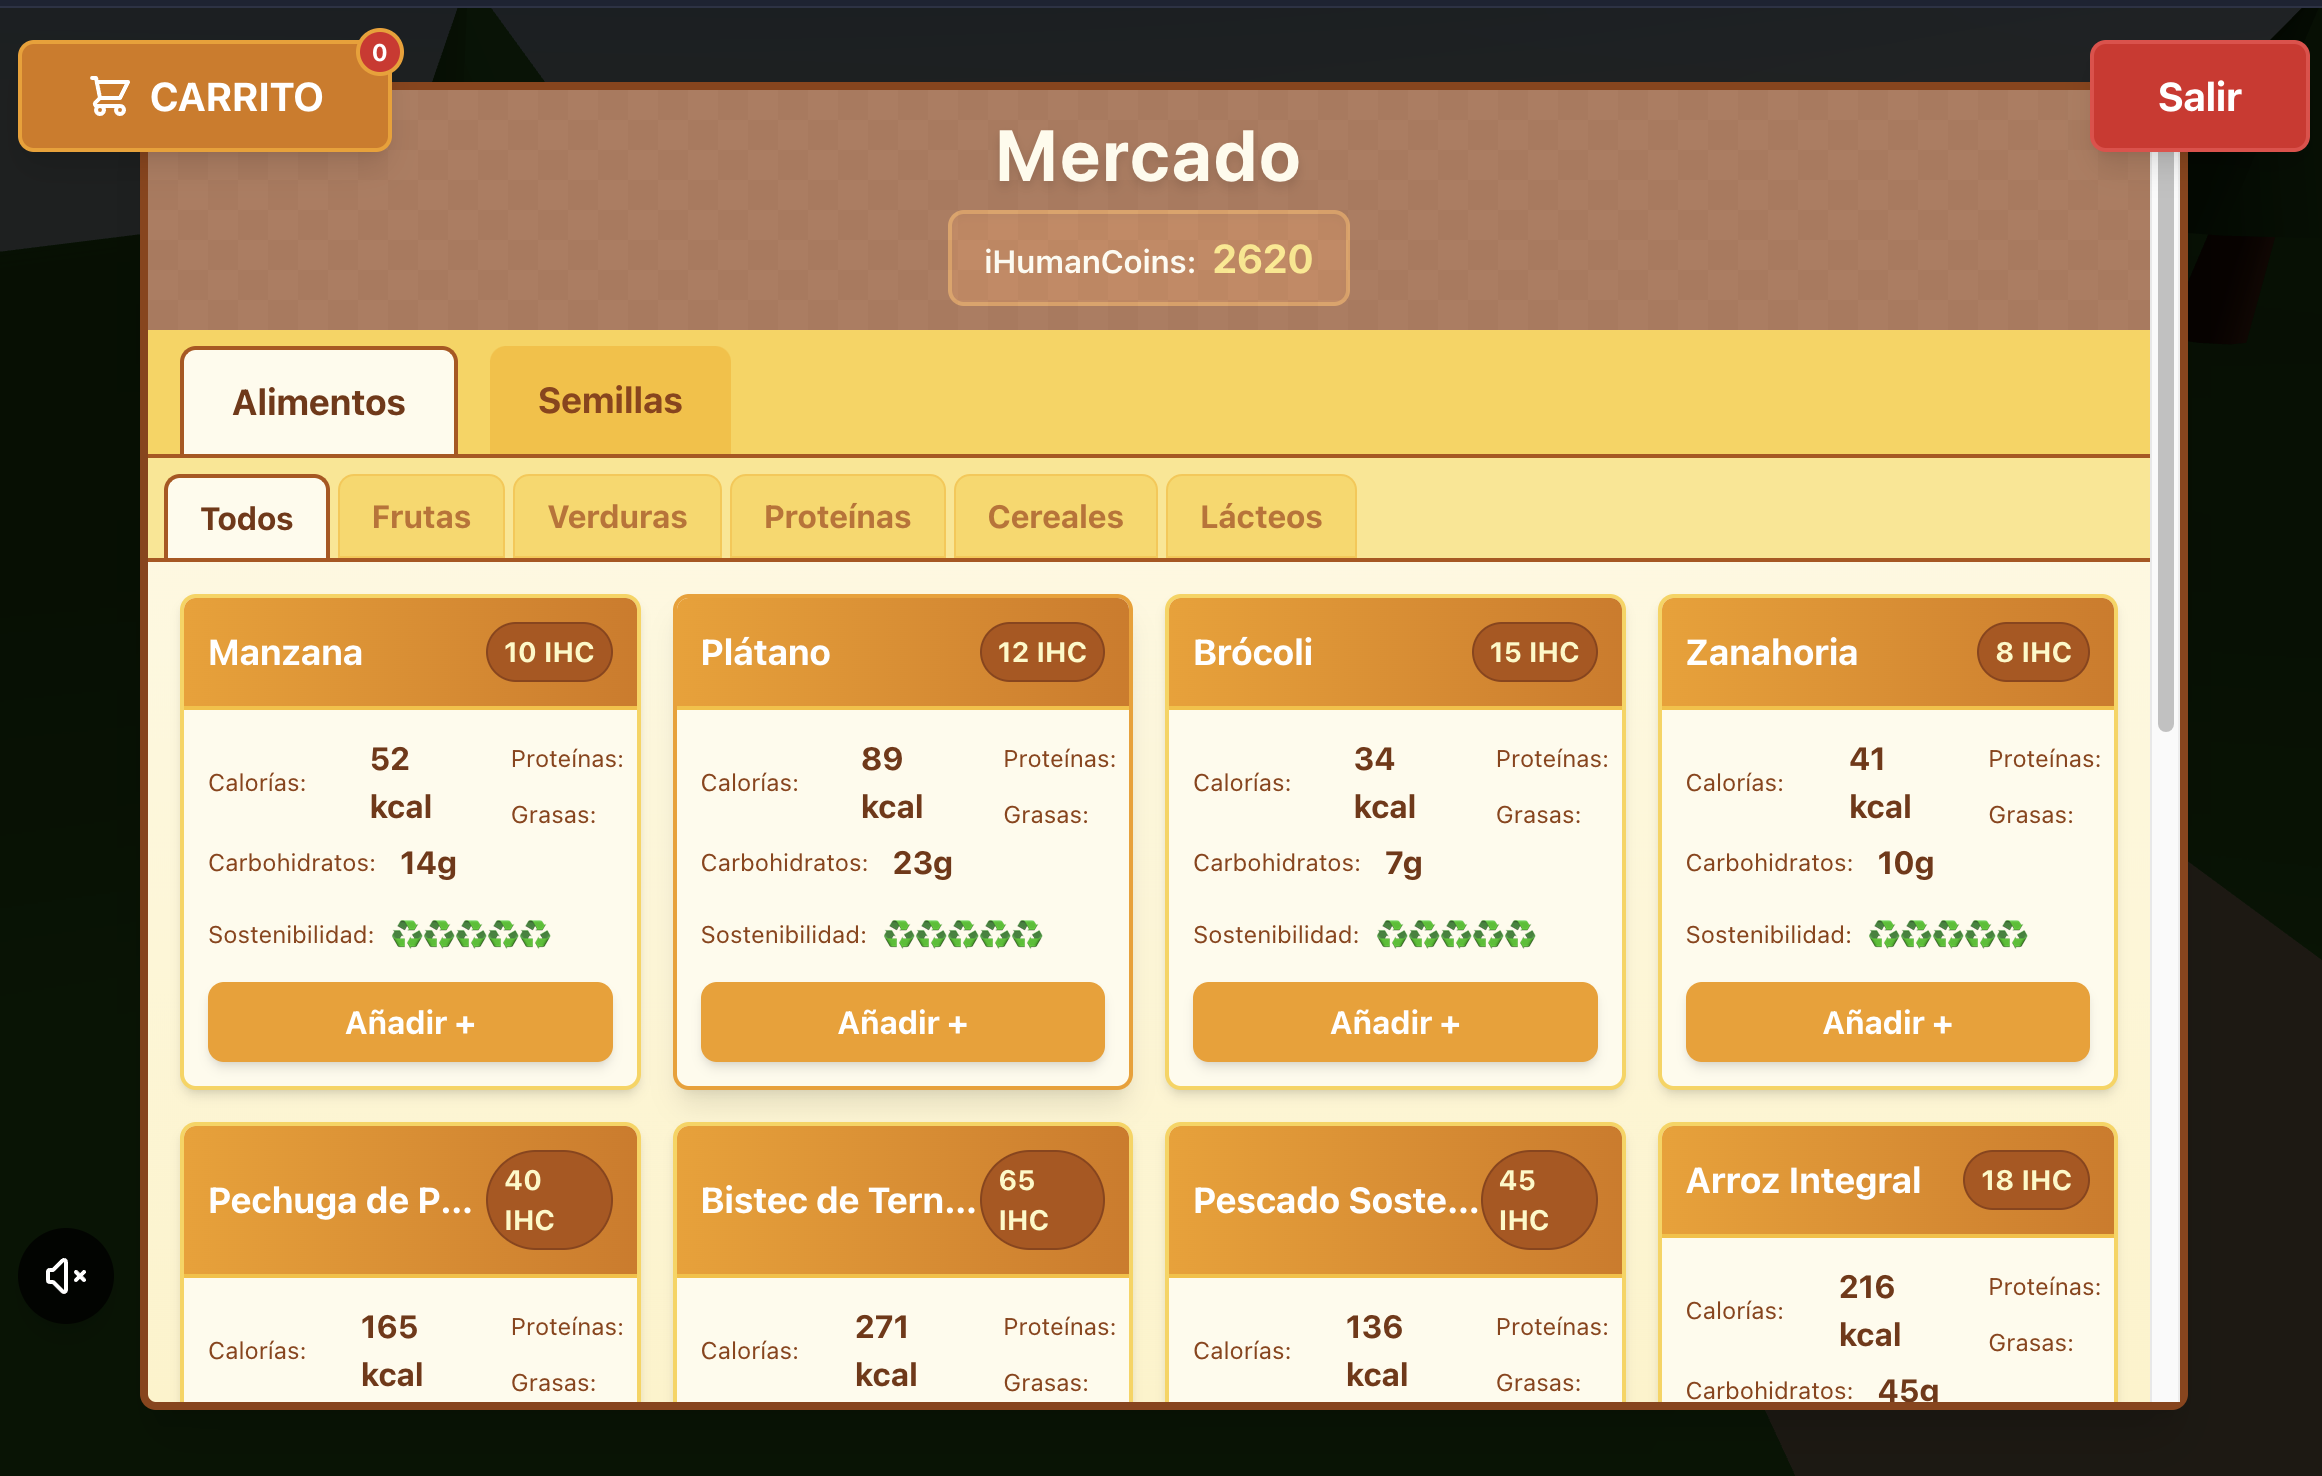 CARRITO
0
Salir
Mercado
iHumanCoins: 2620
Alimentos
Semillas
Todos
Frutas
Verduras
Proteínas
Cereales
Lácteos
Manzana
10 IHC
Calorías:
52
kcal
Proteínas:
Grasas:
Carbohidratos: 14g
Sostenibilidad: ♻️♻️♻️♻️♻️
Añadir +
Plátano
12 IHC
Calorías:
89
kcal
Proteínas:
Grasas:
Carbohidratos: 23g
Sostenibilidad: ♻️♻️♻️♻️♻️
Añadir +
Brócoli
15 IHC
Calorías:
34
kcal
Proteínas:
Grasas:
Carbohidratos: 7g
Sostenibilidad: ♻️♻️♻️♻️♻️
Añadir +
Zanahoria
8 IHC
Calorías:
41
kcal
Proteínas:
Grasas:
Carbohidratos: 10g
Sostenibilidad: ♻️♻️♻️♻️♻️
Añadir +
Pechuga de P...
40
IHC
Calorías:
165
kcal
Proteínas:
Grasas:
Bistec de Tern...
65
IHC
Calorías:
271
kcal
Proteínas:
Grasas:
Pescado Soste...
45
IHC
Calorías:
136
kcal
Proteínas:
Grasas:
Arroz Integral
18 IHC
Calorías:
216
kcal
Proteínas:
Grasas:
Carbohidratos: 45g